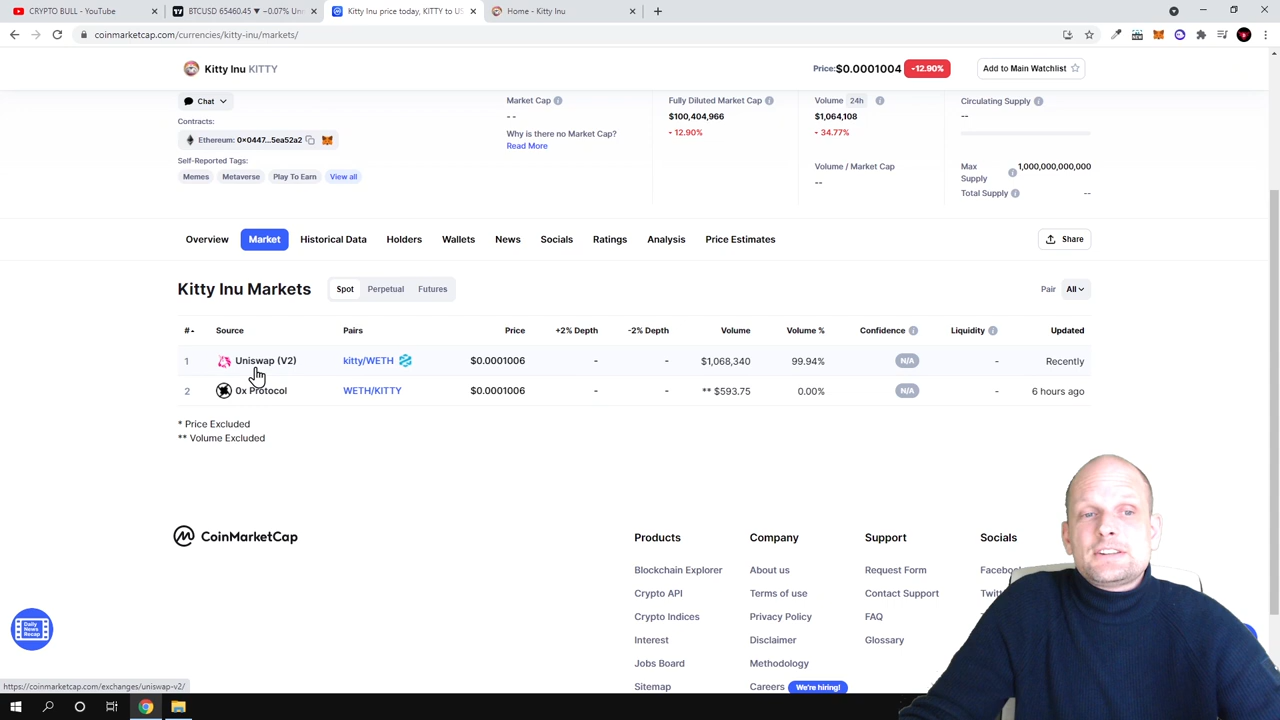 CRYPTO BULL - YouTube
BTCUSD 65460.45 ▼ −0.07% Un
Kitty Inu price today, KITTY to US
Home - Kitty Inu
coinmarketcap.com/currencies/kitty-inu/markets/
Kitty Inu KITTY
Price: $0.0001004 -12.90%
Add to Main Watchlist
Chat
Market Cap
Fully Diluted Market Cap
Volume 24h
Circulating Supply
- -
$100,404,966
$1,064,108
--
Contracts:
Why is there no Market Cap?
- 12.90%
- 34.77%
Ethereum: 0x0447...5ea52a2
Read More
Self-Reported Tags:
Volume / Market Cap
Max Supply
1,000,000,000,000
Memes
Metaverse
Play To Earn
View all
--
Total Supply
--
Overview
Market
Historical Data
Holders
Wallets
News
Socials
Ratings
Analysis
Price Estimates
Share
Kitty Inu Markets
Spot
Perpetual
Futures
Pair
All
# Source Pairs Price +2% Depth -2% Depth Volume Volume % Confidence Liquidity Updated
1 Uniswap (V2) kitty/WETH $0.0001006 - - $1,068,340 99.94% N/A - Recently
2 0x Protocol WETH/KITTY $0.0001006 - - ** $593.75 0.00% N/A - 6 hours ago
* Price Excluded
** Volume Excluded
CoinMarketCap
Products
Blockchain Explorer
Crypto API
Crypto Indices
Interest
Jobs Board
Sitemap
Company
About us
Terms of use
Privacy Policy
Disclaimer
Methodology
Careers We're hiring!
Support
Request Form
Contact Support
FAQ
Glossary
Socials
Daily
News
Recap
https://coinmarketcap.com/exchanges/uniswap-v2/